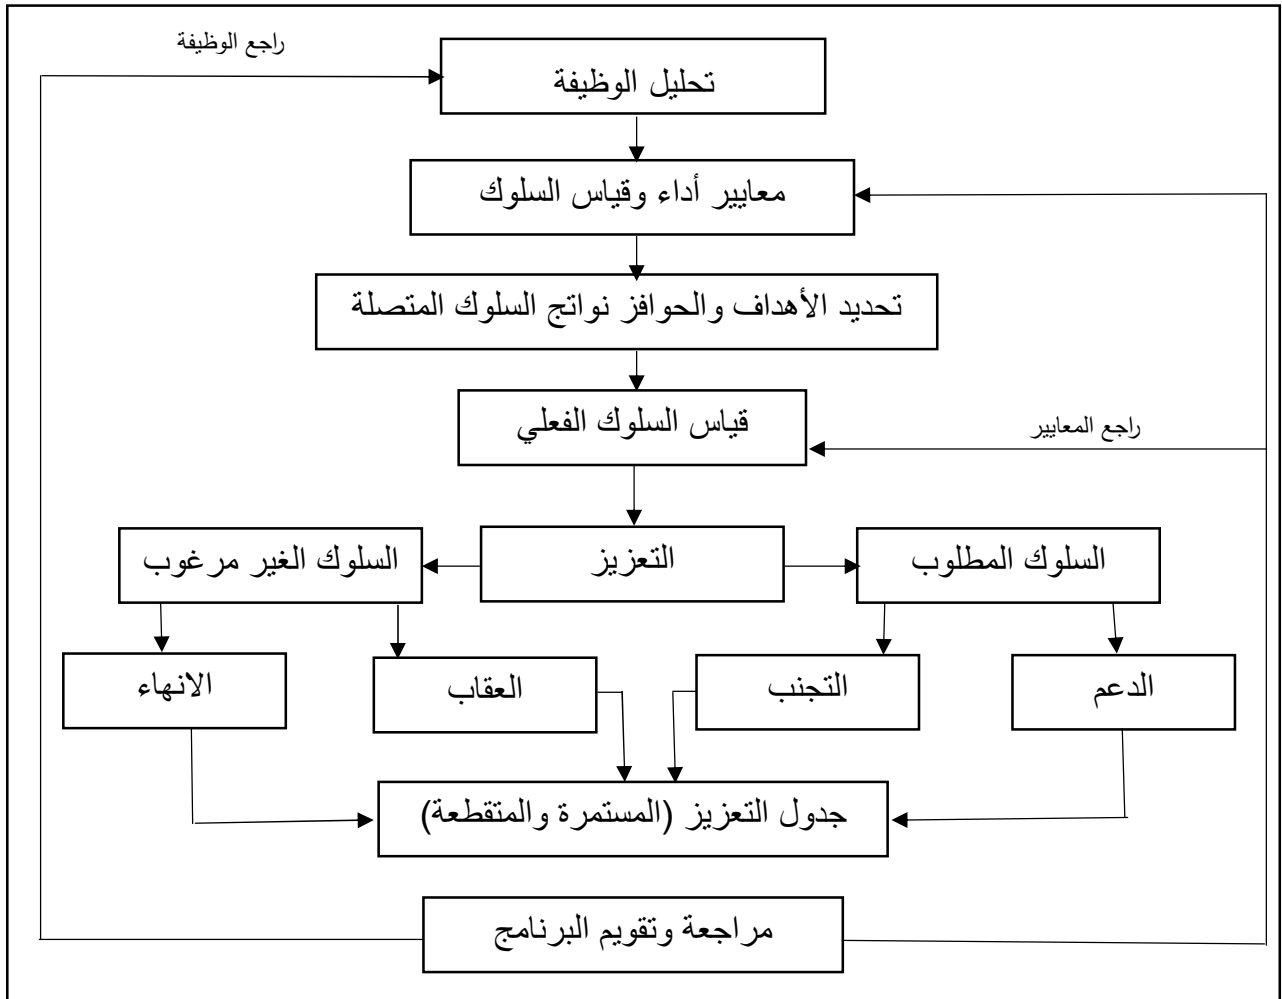 راجع الوظيفة
تحليل الوظيفة
معايير أداء وقياس السلوك
تحديد الأهداف والحوافز نواتج السلوك المتصلة
قياس السلوك الفعلي
راجع المعايير
السلوك المطلوب
التعزيز
السلوك الغير مرغوب
الدعم
التجنب
العقاب
الانهاء
جدول التعزيز (المستمرة والمتقطعة)
مراجعة وتقويم البرنامج